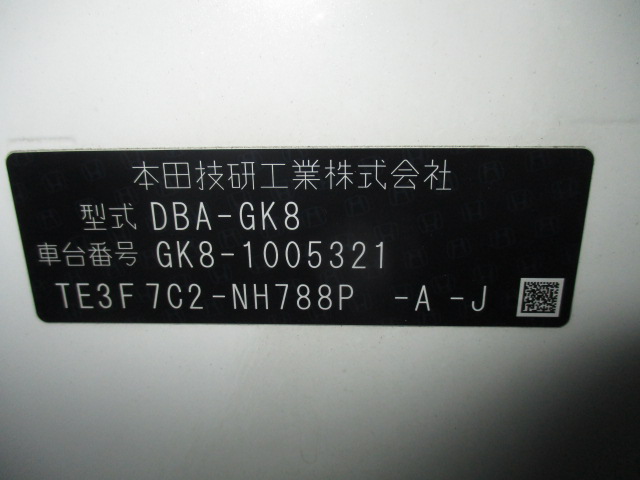 本田技研工業株式会社
型式 DBA-GK8
車台番号 GK8-1005321
TE3F7C2-NH788P -A -J